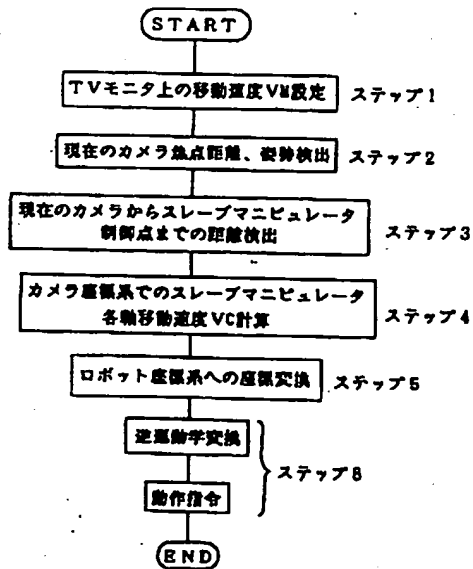 START
TVモニタ上の移動速度VM設定
ステップ1
現在のカメラ焦点距離、姿勢検出
ステップ2
現在のカメラからスレーブマニピュレータ
制御点までの距離検出
ステップ3
カメラ座標系でのスレーブマニピュレータ
各軸移動速度VC計算
ステップ4
ロボット座標系への座標変換
ステップ5
逆運動学変換
動作指令
ステップ8
END